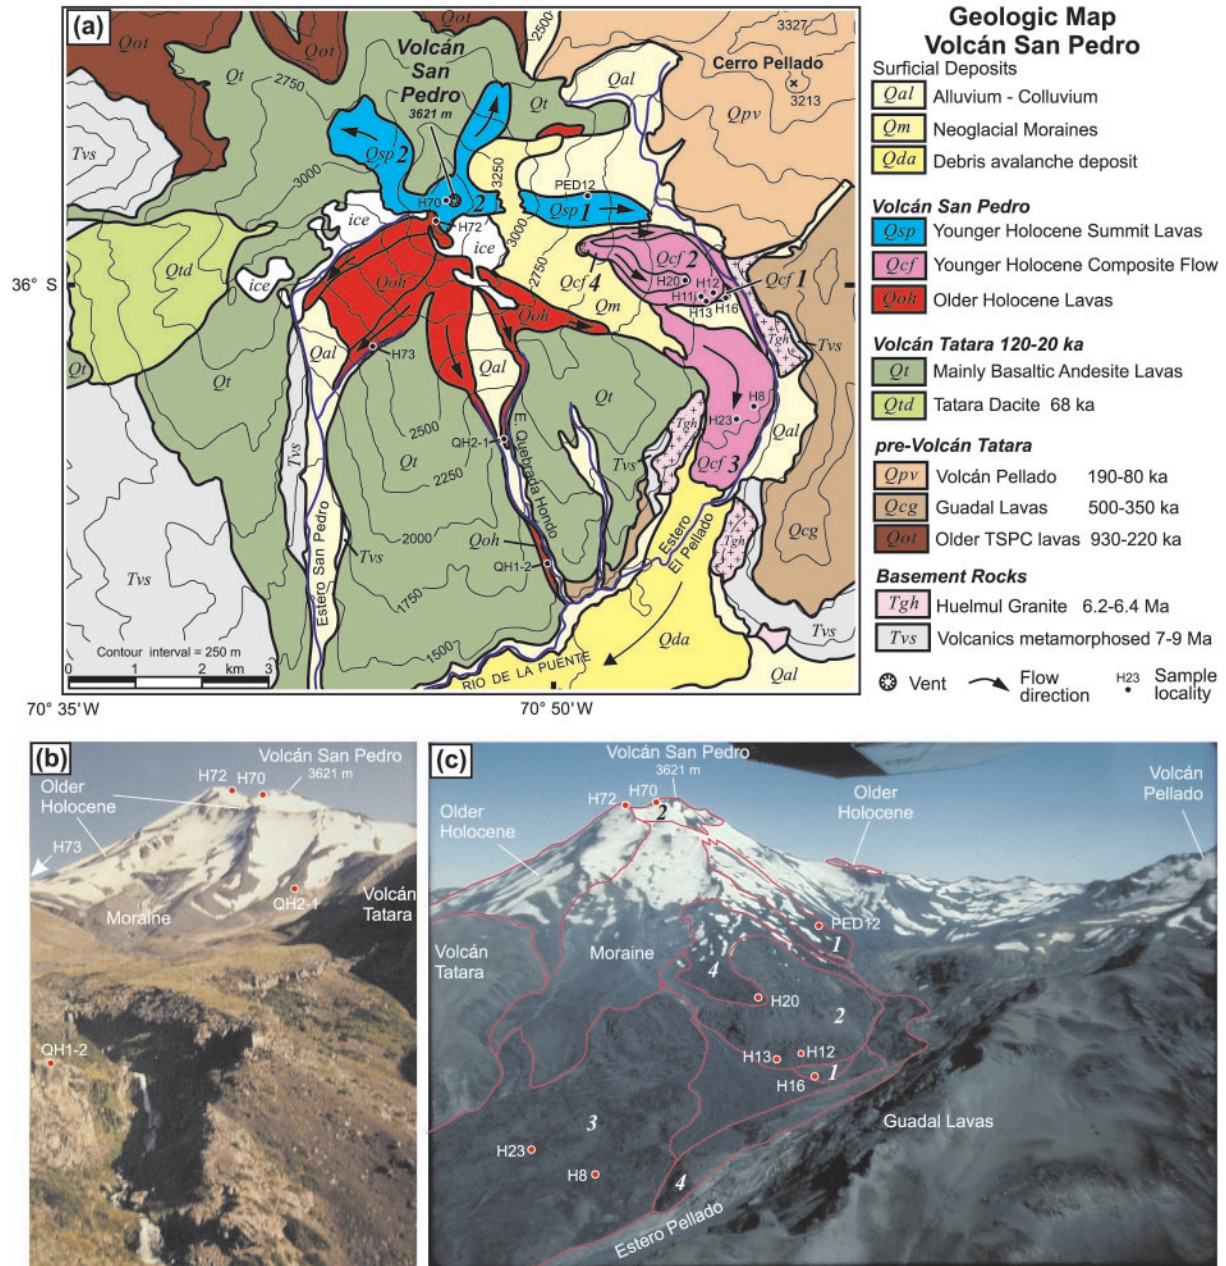 (a)
Volcán
San
Pedro
3621 m
Qot
Qot
2750
Qt
Qt
2500
3327
Cerro Pellado
3213
Qal
Qpv
Tvs
3000
Qsp 2
3250
PED12
Qsp 1
H70
2
H72
ice
ice
ice
3000
2750
36° S
Qtd
Qoh
Qcf 4
Qm
Qcf 2
Qcf 1
H20
H12
H11
H13
H16
Qoh
Qal
H73
Qal
Qt
Qt
Tgh
Tvs
H8
H23
Qal
Tgh
Tvs
Qcf 3
2500
2250
2000
1750
1500
QH2-1
E. Quebrada Hondo
Qt
Tvs
Tvs
Estero San Pedro
Qoh
QH1-2
Estero
El Pellado
Tgh
Qcg
Tvs
Tvs
Qda
Qal
RIO DE LA PUENTE
Contour interval = 250 m
0 1 2 km 3
70° 35'W
70° 50'W
Geologic Map
Volcán San Pedro
Surficial Deposits
Qal Alluvium - Colluvium
Qm Neoglacial Moraines
Qda Debris avalanche deposit
Volcán San Pedro
Qsp Younger Holocene Summit Lavas
Qcf Younger Holocene Composite Flow
Qoh Older Holocene Lavas
Volcán Tatara 120-20 ka
Qt Mainly Basaltic Andesite Lavas
Qtd Tatara Dacite 68 ka
pre-Volcán Tatara
Qpv Volcán Pellado 190-80 ka
Qcg Guadal Lavas 500-350 ka
Qot Older TSPC lavas 930-220 ka
Basement Rocks
Tgh Huelmul Granite 6.2-6.4 Ma
Tvs Volcanics metamorphosed 7-9 Ma
Vent
Flow
direction
H23 Sample
locality
(b)
Volcán San Pedro
3621 m
H72
H70
Older
Holocene
H73
Moraine
QH2-1
Volcán
Tatara
QH1-2
(c)
Volcán San Pedro
3621 m
H72
H70
2
Older
Holocene
Older
Holocene
Volcán
Pellado
PED12
1
Volcán
Tatara
Moraine
4
H20
2
H13
H12
H16
1
3
H23
H8
4
Guadal Lavas
Estero Pellado